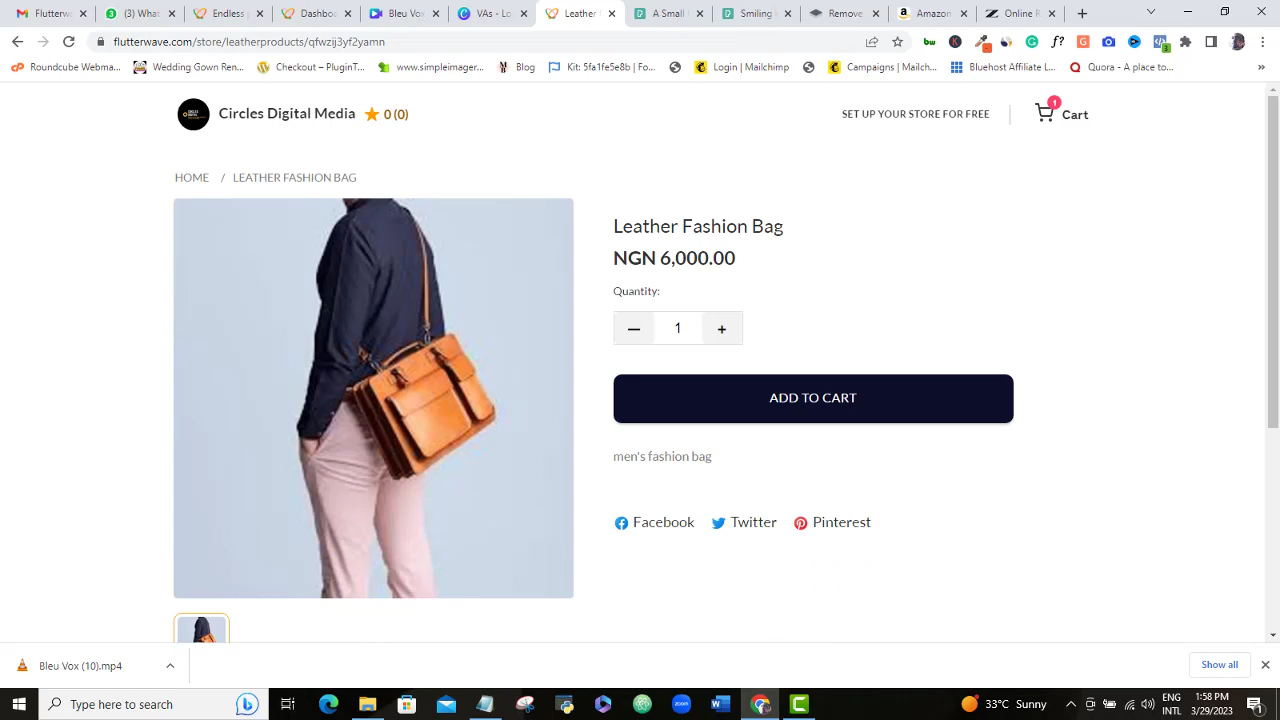 Flutterw
(3) What
Endless
Dashbo
Bleu Vox
VAs - Lo
Leather
A Small
Smiling
Remove
Amazon
Online R
flutterwave.com/store/leatherproducts/qivwij3yf2yamn
Roundcube Webma...
Wedding Gown Ren...
Checkout – PluginT...
www.simpleimager...
Blog
Kit: 5fa1fe5e8b | Fo...
Login | Mailchimp
Campaigns | Mailch...
Bluehost Affiliate L...
Quora - A place to...
»
Circles Digital Media 0 (0)
SET UP YOUR STORE FOR FREE
1
Cart
HOME / LEATHER FASHION BAG
Leather Fashion Bag
NGN 6,000.00
Quantity:
— 1 +
ADD TO CART
men's fashion bag
Facebook Twitter Pinterest
Bleu Vox (10).mp4
Show all
Type here to search
33°C Sunny
ENG
INTL
1:58 PM
3/29/2023